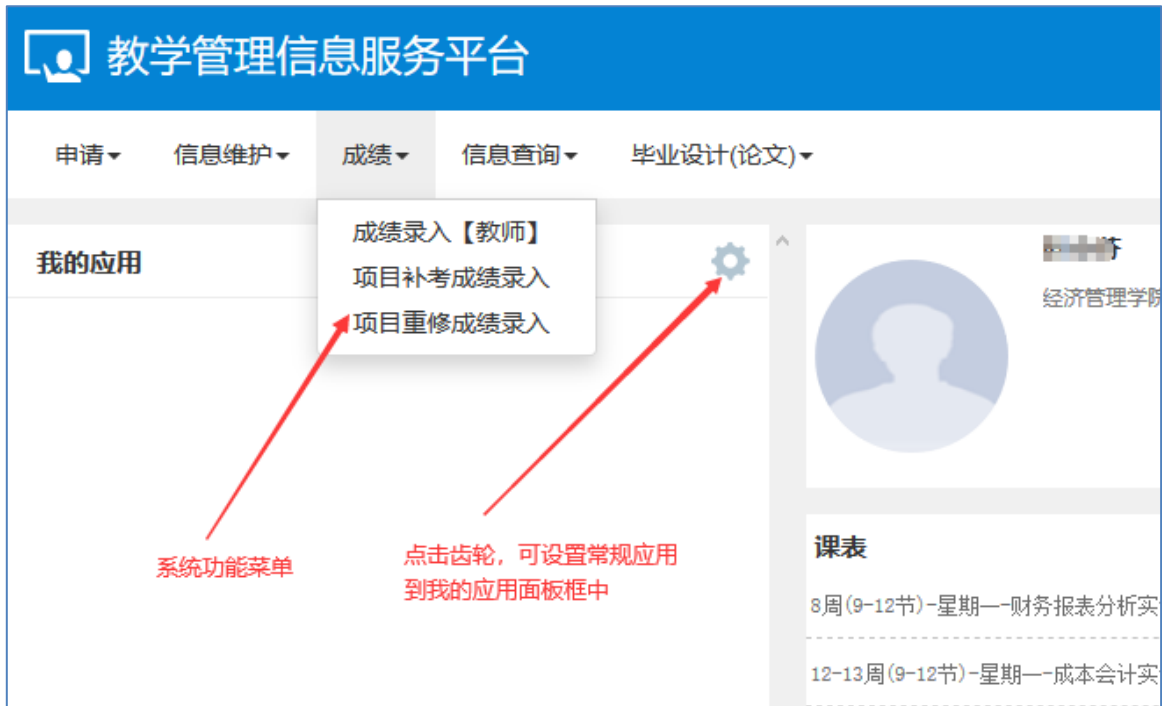 教学管理信息服务平台
申请 信息维护 成绩 信息查询 毕业设计(论文)
成绩录入【教师】
项目补考成绩录入
项目重修成绩录入
我的应用
芬
经济管理学院
系统功能菜单
点击齿轮，可设置常规应用
到我的应用面板框中
课表
8周(9-12节)-星期一-财务报表分析实
12-13周(9-12节)-星期一-成本会计实